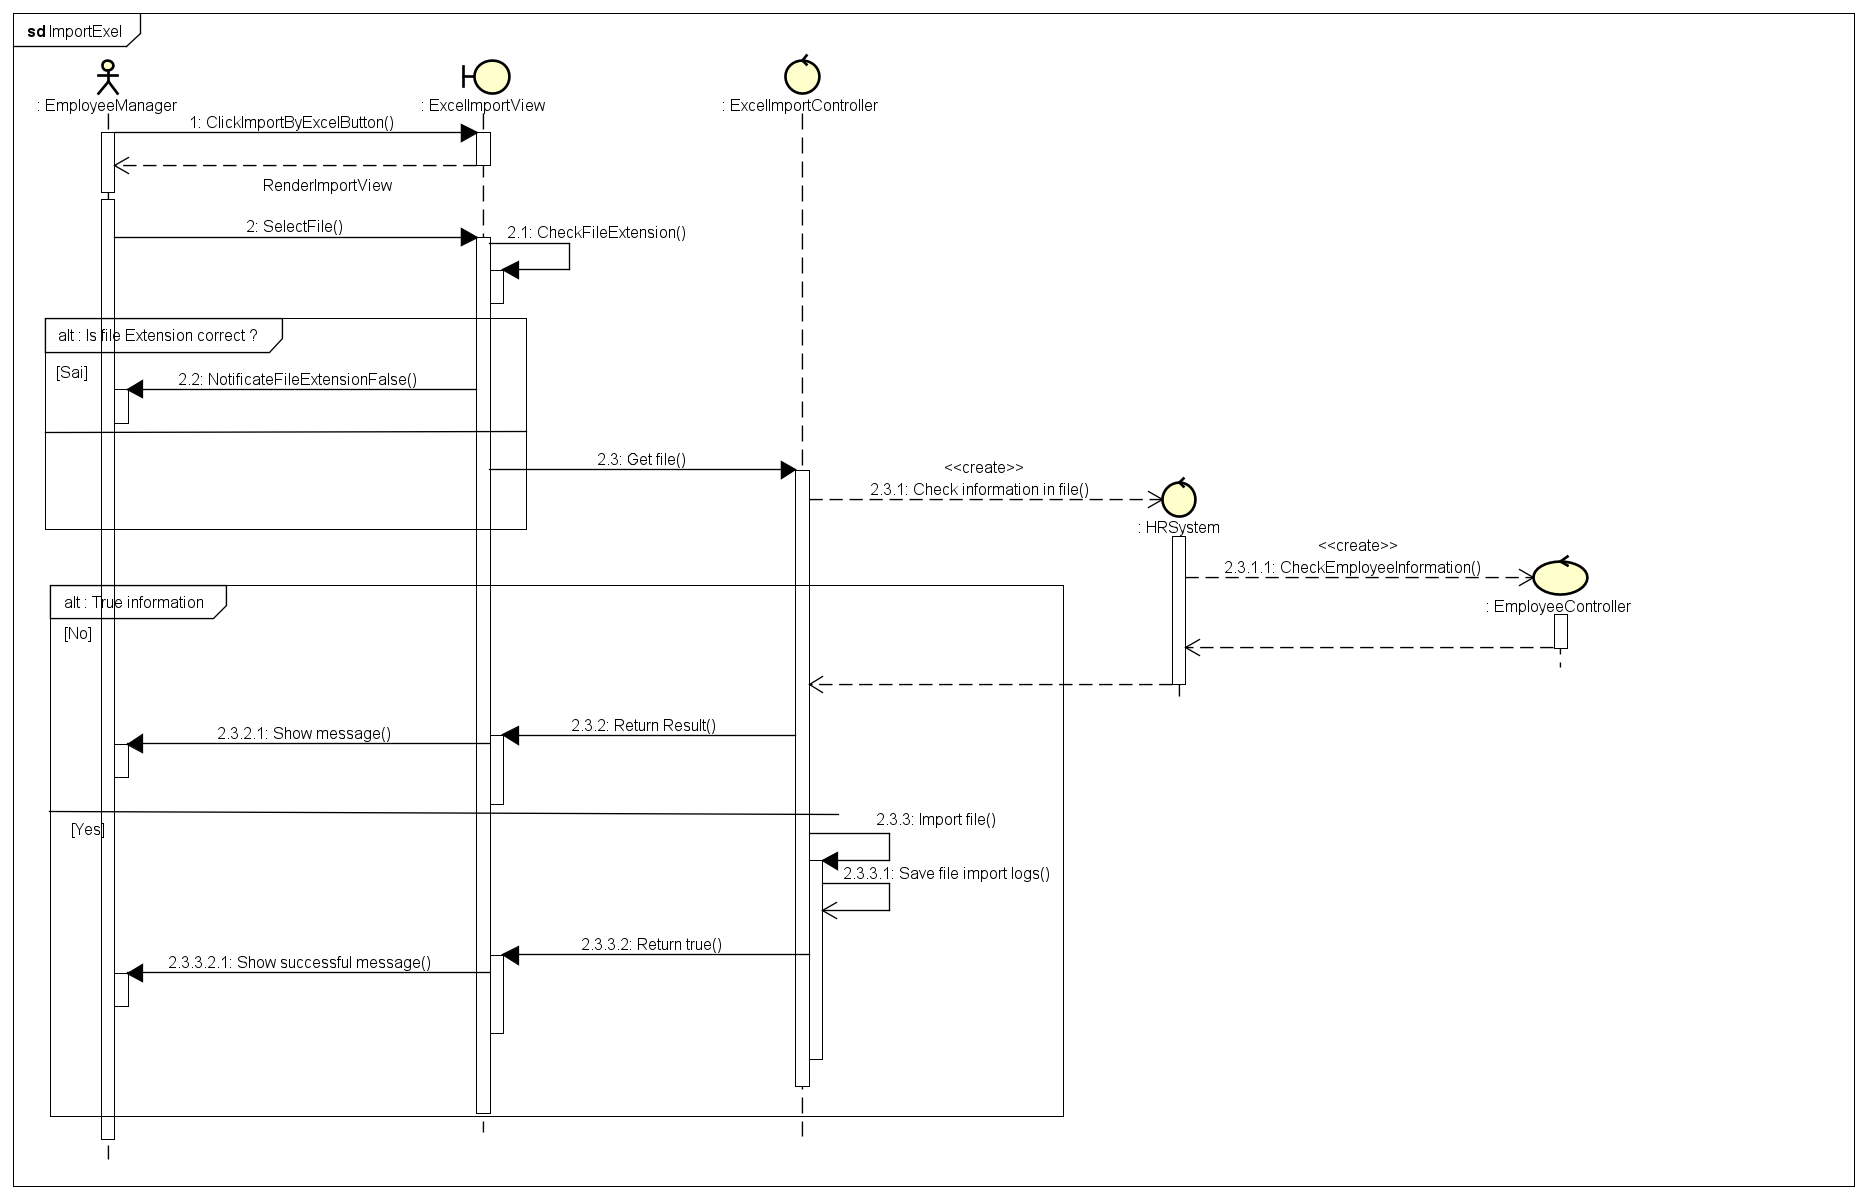 sd ImportExel
: EmployeeManager
: ExcelImportView
: ExcelImportController
1: ClickImportByExcelButton()
RenderImportView
2: SelectFile()
2.1: CheckFileExtension()
alt : Is file Extension correct ?
[Sai]
2.2: NotificateFileExtensionFalse()
2.3: Get file()
<<create>>
2.3.1: Check information in file()
: HRSystem
<<create>>
2.3.1.1: CheckEmployeeInformation()
: EmployeeController
alt : True information
[No]
2.3.2: Return Result()
2.3.2.1: Show message()
[Yes]
2.3.3: Import file()
2.3.3.1: Save file import logs()
2.3.3.2: Return true()
2.3.3.2.1: Show successful message()